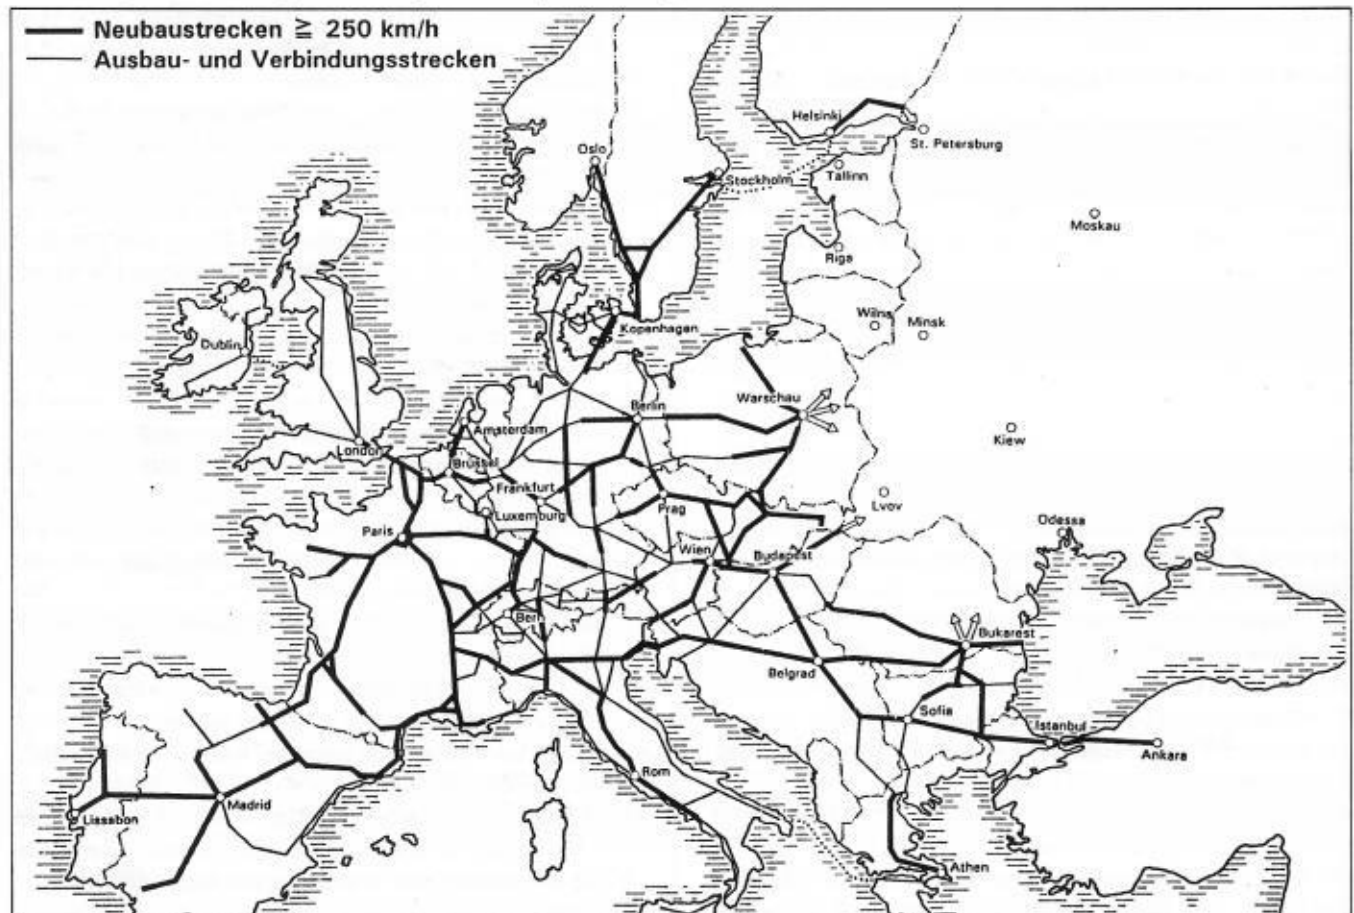 Neubaustrecken ≧ 250 km/h
Ausbau- und Verbindungsstrecken
Helsinki
St. Petersburg
Oslo
Stockholm
Tallinn
Moskau
Riga
Wilna
Minsk
Kopenhagen
Dublin
Warschau
Berlin
Amsterdam
Kiew
London
Brüssel
Frankfurt
Lvov
Luxemburg
Prag
Odessa
Paris
Wien
Budapest
Bern
Bukarest
Belgrad
Sofia
Istanbul
Ankara
Rom
Madrid
Lissabon
Athen